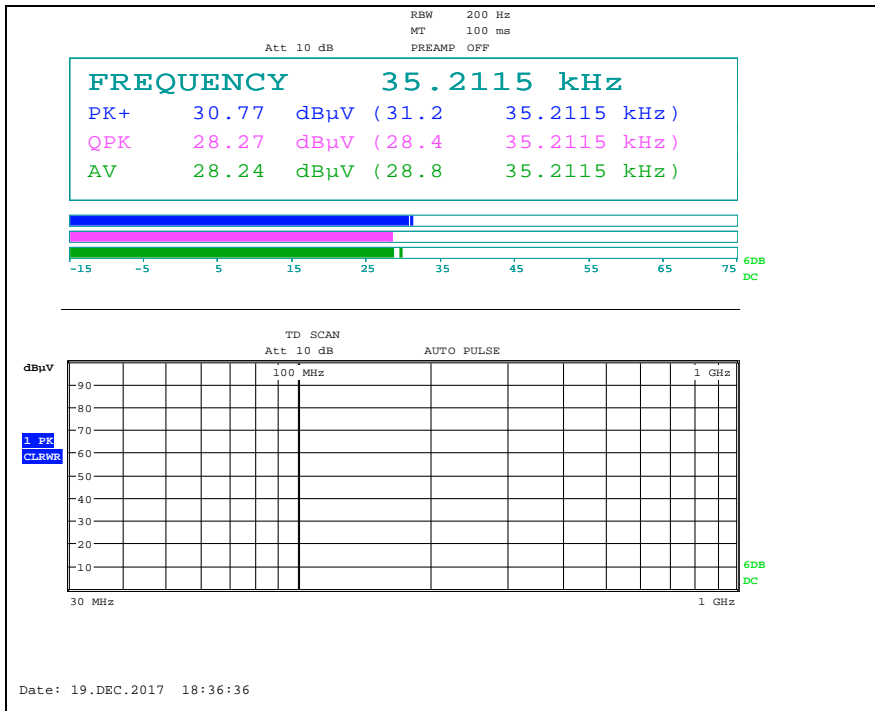 RBW 200 Hz
MT 100 ms
Att 10 dB PREAMP OFF
FREQUENCY 35.2115 kHz
PK+ 30.77 dBµV (31.2 35.2115 kHz)
QPK 28.27 dBµV (28.4 35.2115 kHz)
AV 28.24 dBµV (28.8 35.2115 kHz)
-15 -5 5 15 25 35 45 55 65 75
6DB
DC
TD SCAN
Att 10 dB AUTO PULSE
dBµV
100 MHz 1 GHz
90
80
70
1 PK
CLRWR
60
50
40
30
20
10
6DB
DC
30 MHz 1 GHz
Date: 19.DEC.2017 18:36:36